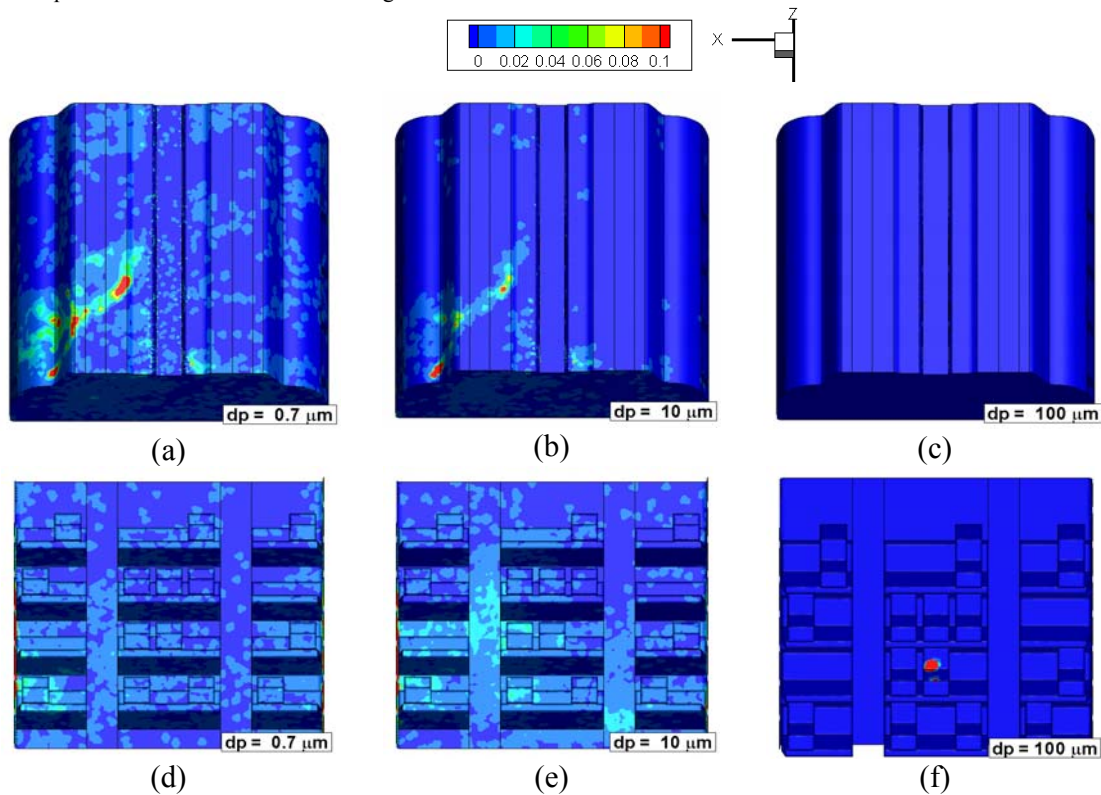 Z
X
0 0.02 0.04 0.06 0.08 0.1
dp = 0.7 μm
dp = 10 μm
dp = 100 μm
(a)
(b)
(c)
dp = 0.7 μm
dp = 10 μm
dp = 100 μm
(d)
(e)
(f)